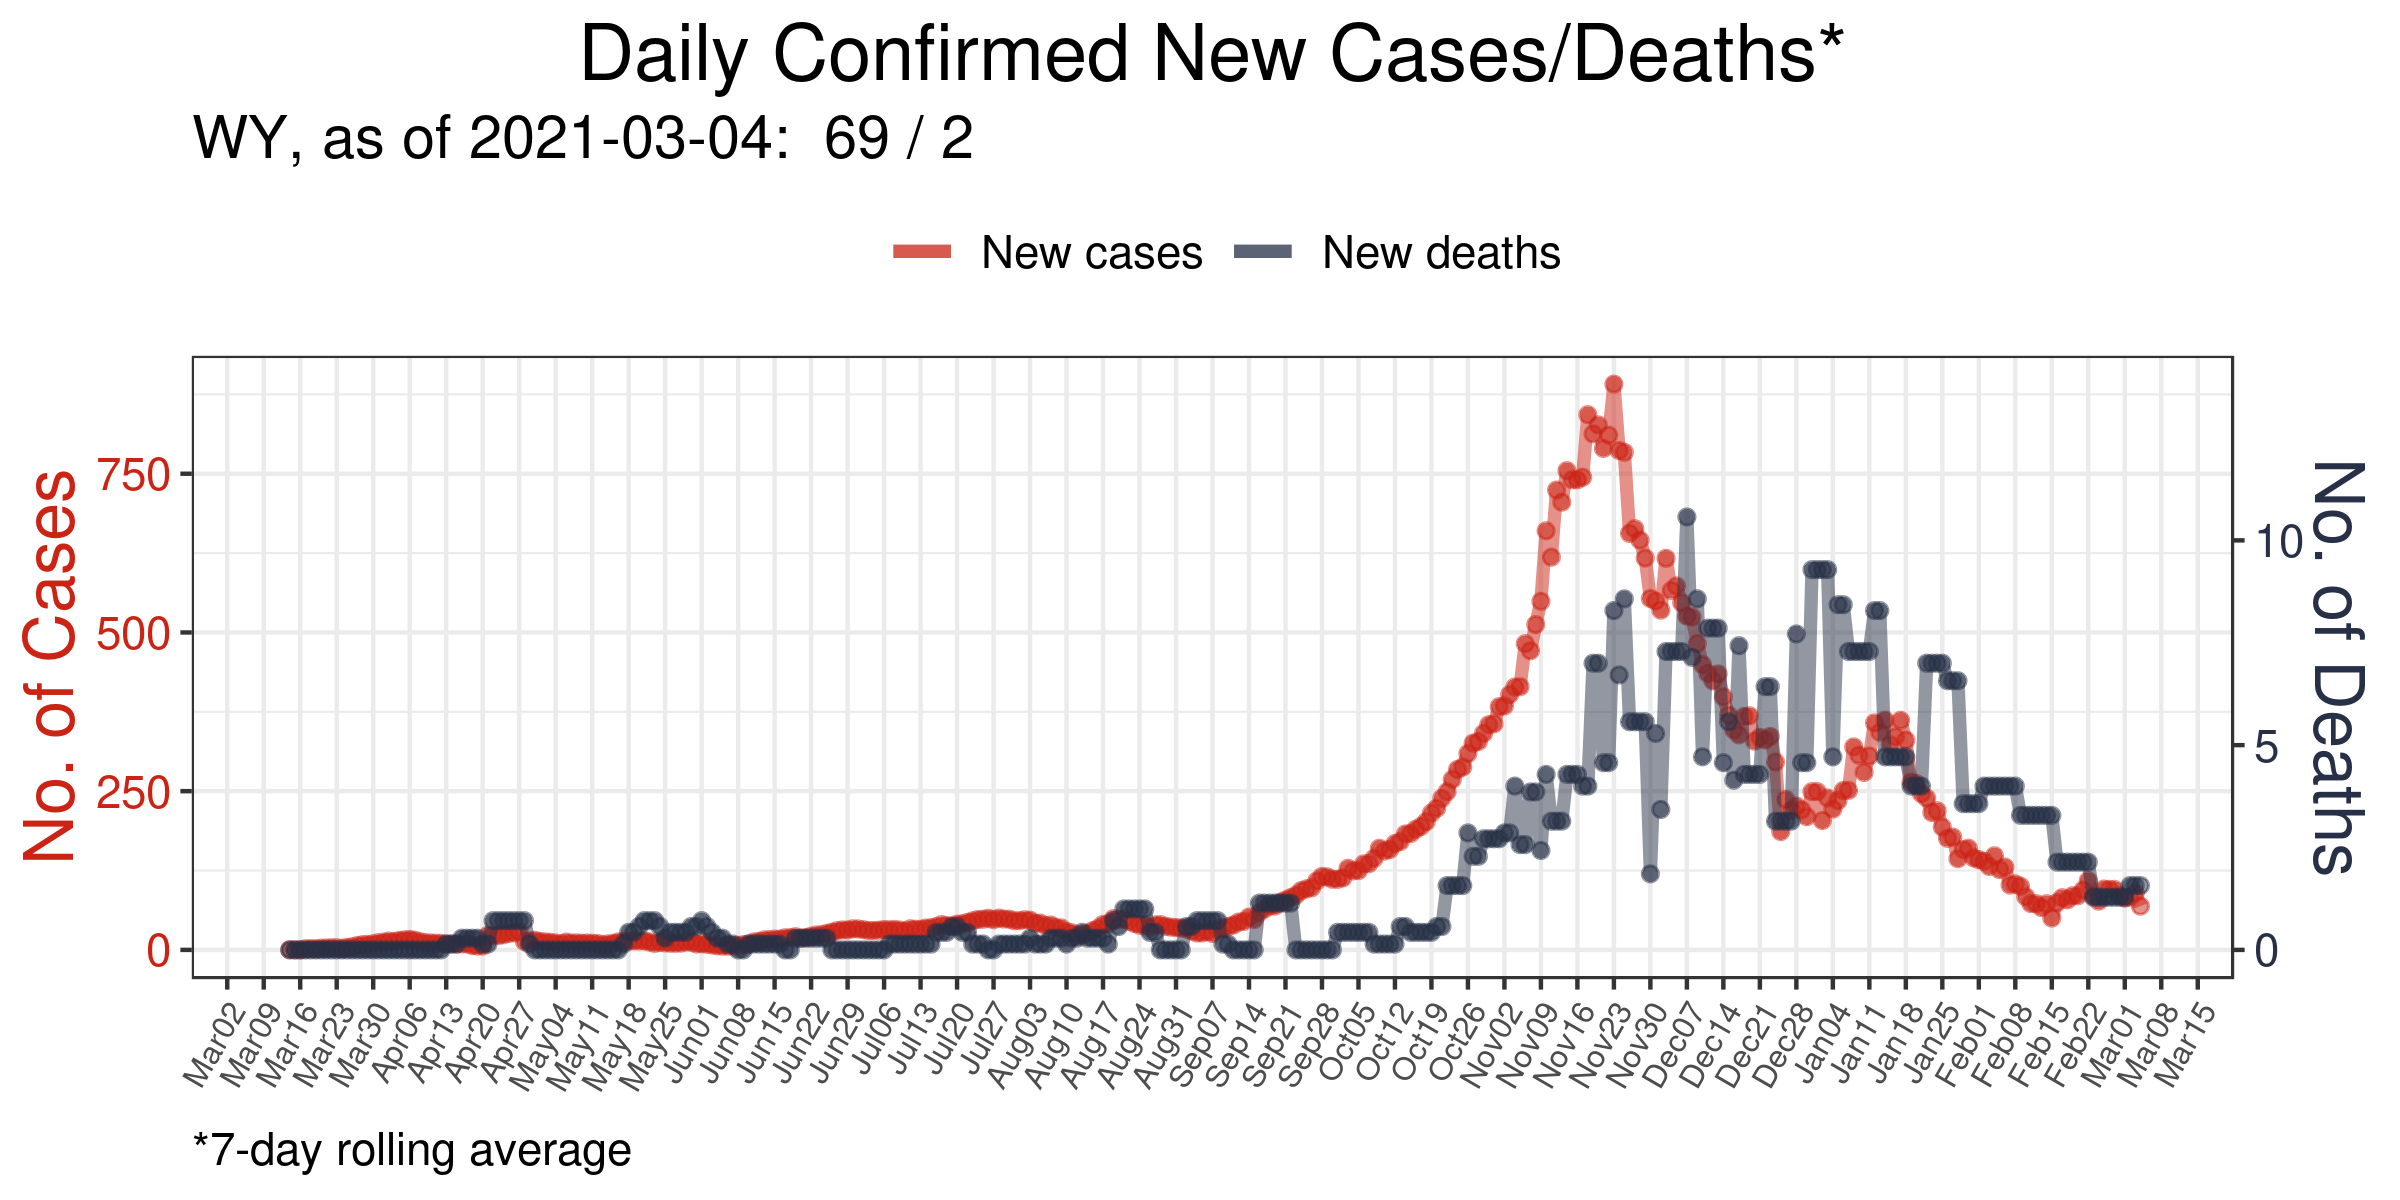 Daily Confirmed New Cases/Deaths*
WY, as of 2021-03-04:  69 / 2
New cases
New deaths
No. of Cases
750
500
250
0
No. of Deaths
10
5
0
Mar02
Mar09
Mar16
Mar23
Mar30
Apr06
Apr13
Apr20
Apr27
May04
May11
May18
May25
Jun01
Jun08
Jun15
Jun22
Jun29
Jul06
Jul13
Jul20
Jul27
Aug03
Aug10
Aug17
Aug24
Aug31
Sep07
Sep14
Sep21
Sep28
Oct05
Oct12
Oct19
Oct26
Nov02
Nov09
Nov16
Nov23
Nov30
Dec07
Dec14
Dec21
Dec28
Jan04
Jan11
Jan18
Jan25
Feb01
Feb08
Feb15
Feb22
Mar01
Mar08
Mar15
*7-day rolling average